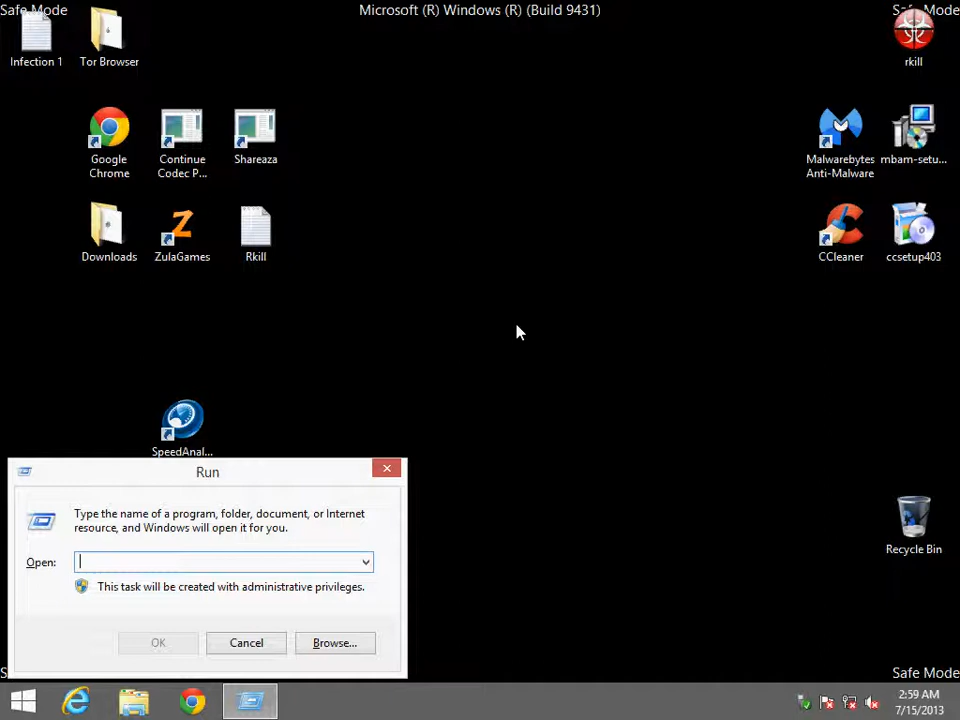 Safe Mode
Microsoft (R) Windows (R) (Build 9431)
Safe Mode
Infection 1
Tor Browser
rkill
Google
Chrome
Continue
Codec P...
Shareaza
Malwarebytes
Anti-Malware
mbam-setu...
Downloads
ZulaGames
Rkill
CCleaner
ccsetup403
SpeedAnal...
Run
Type the name of a program, folder, document, or Internet
resource, and Windows will open it for you.
Open:
This task will be created with administrative privileges.
OK
Cancel
Browse...
Recycle Bin
S
Safe Mode
2:59 AM
7/15/2013